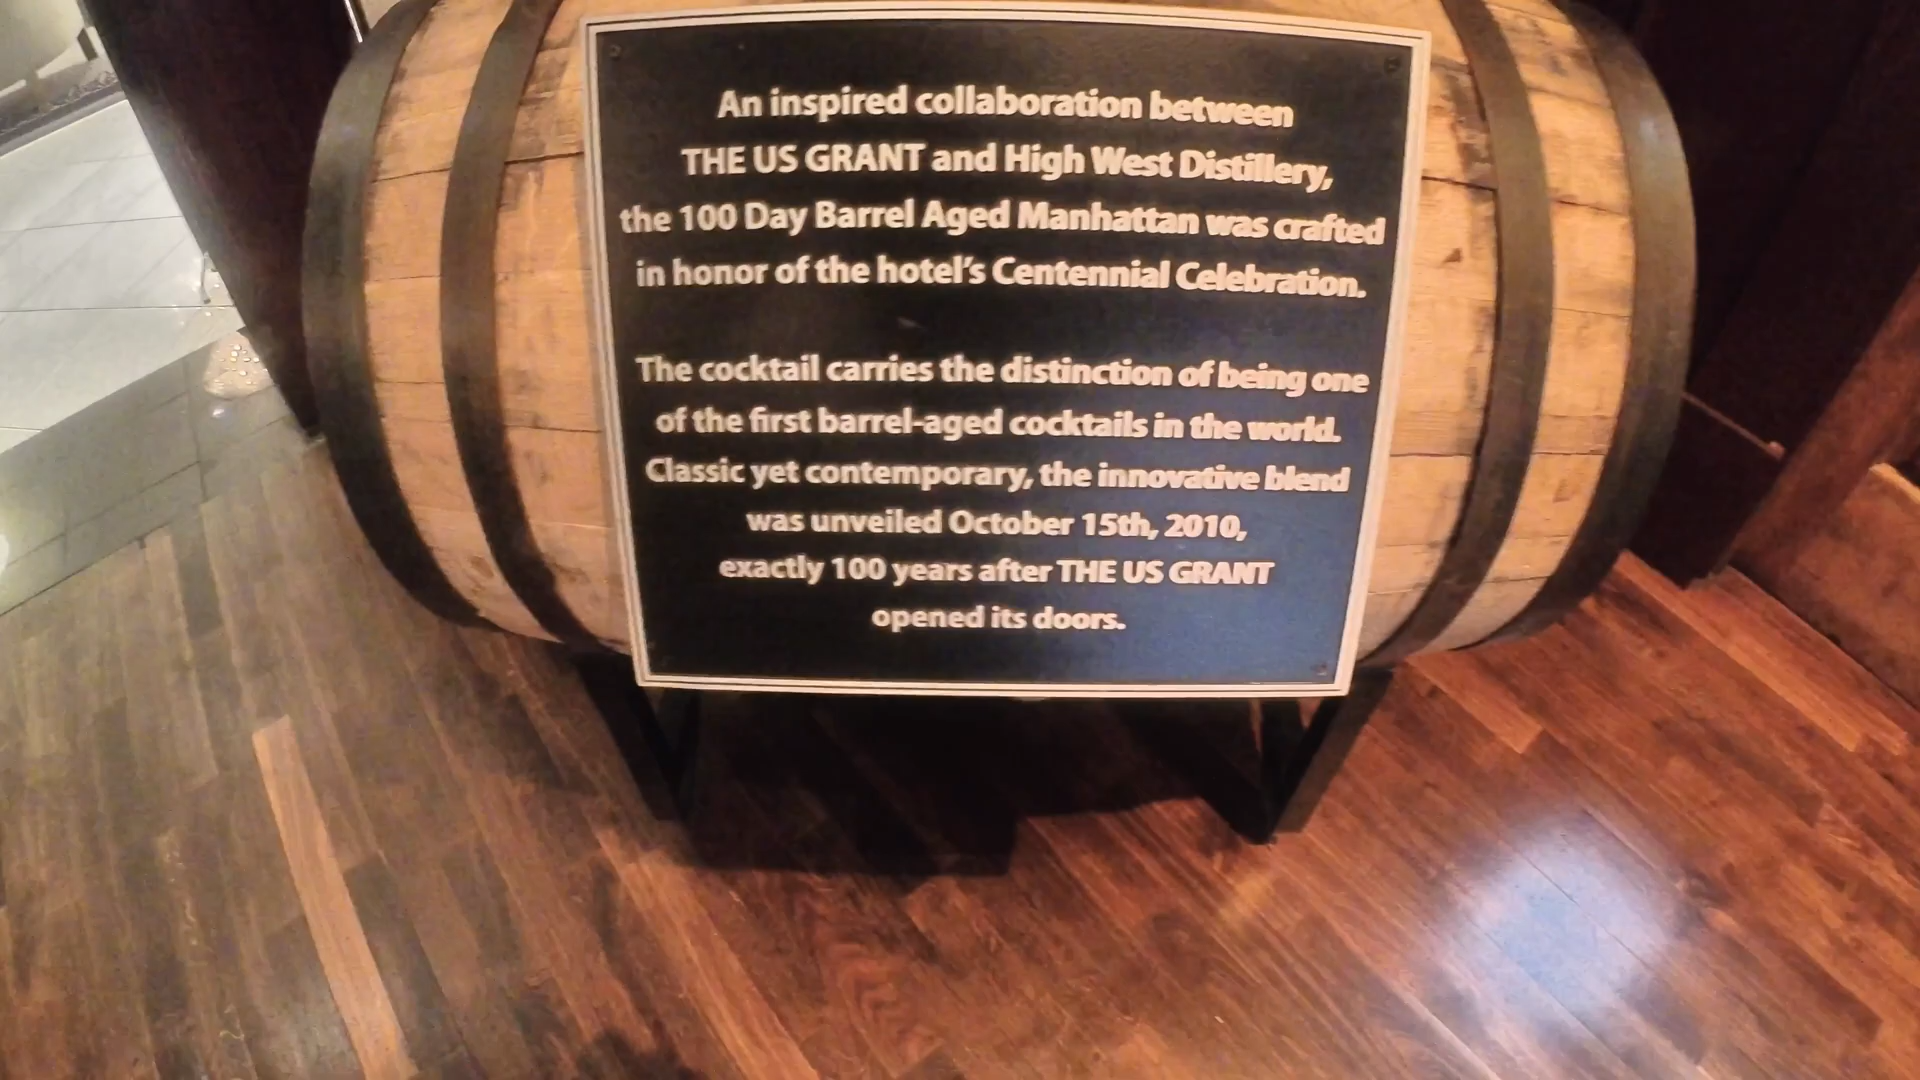 An inspired collaboration between
THE US GRANT and High West Distillery,
the 100 Day Barrel Aged Manhattan was crafted
in honor of the hotel's Centennial Celebration.
The cocktail carries the distinction of being one
of the first barrel-aged cocktails in the world.
Classic yet contemporary, the innovative blend
was unveiled October 15th, 2010,
exactly 100 years after THE US GRANT
opened its doors.